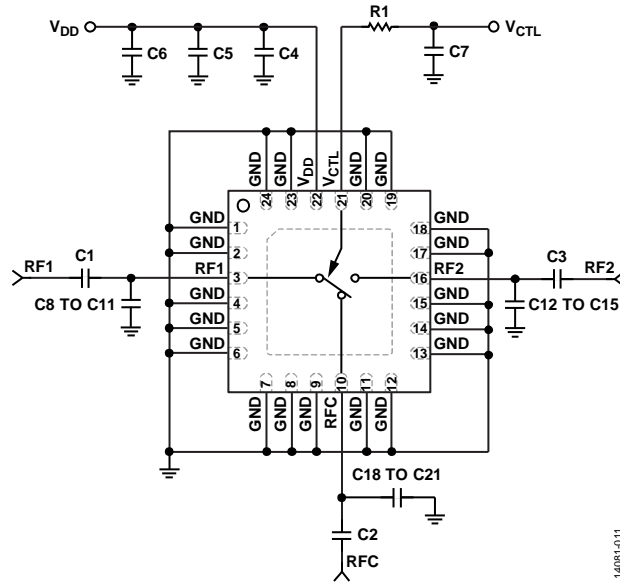 VDD
C6
C5
C4
R1
C7
VCTL
GND
GND
VDD
VCTL
GND
GND
24
23
22
21
20
19
GND
1
18
GND
2
17
GND
GND
RF1
C1
RF1
3
16
RF2
C3
RF2
C8 TO C11
C12 TO C15
GND
4
15
GND
GND
5
14
GND
GND
6
13
GND
7
8
9
10
11
12
GND
GND
GND
RFC
GND
GND
C18 TO C21
C2
RFC
14081-011